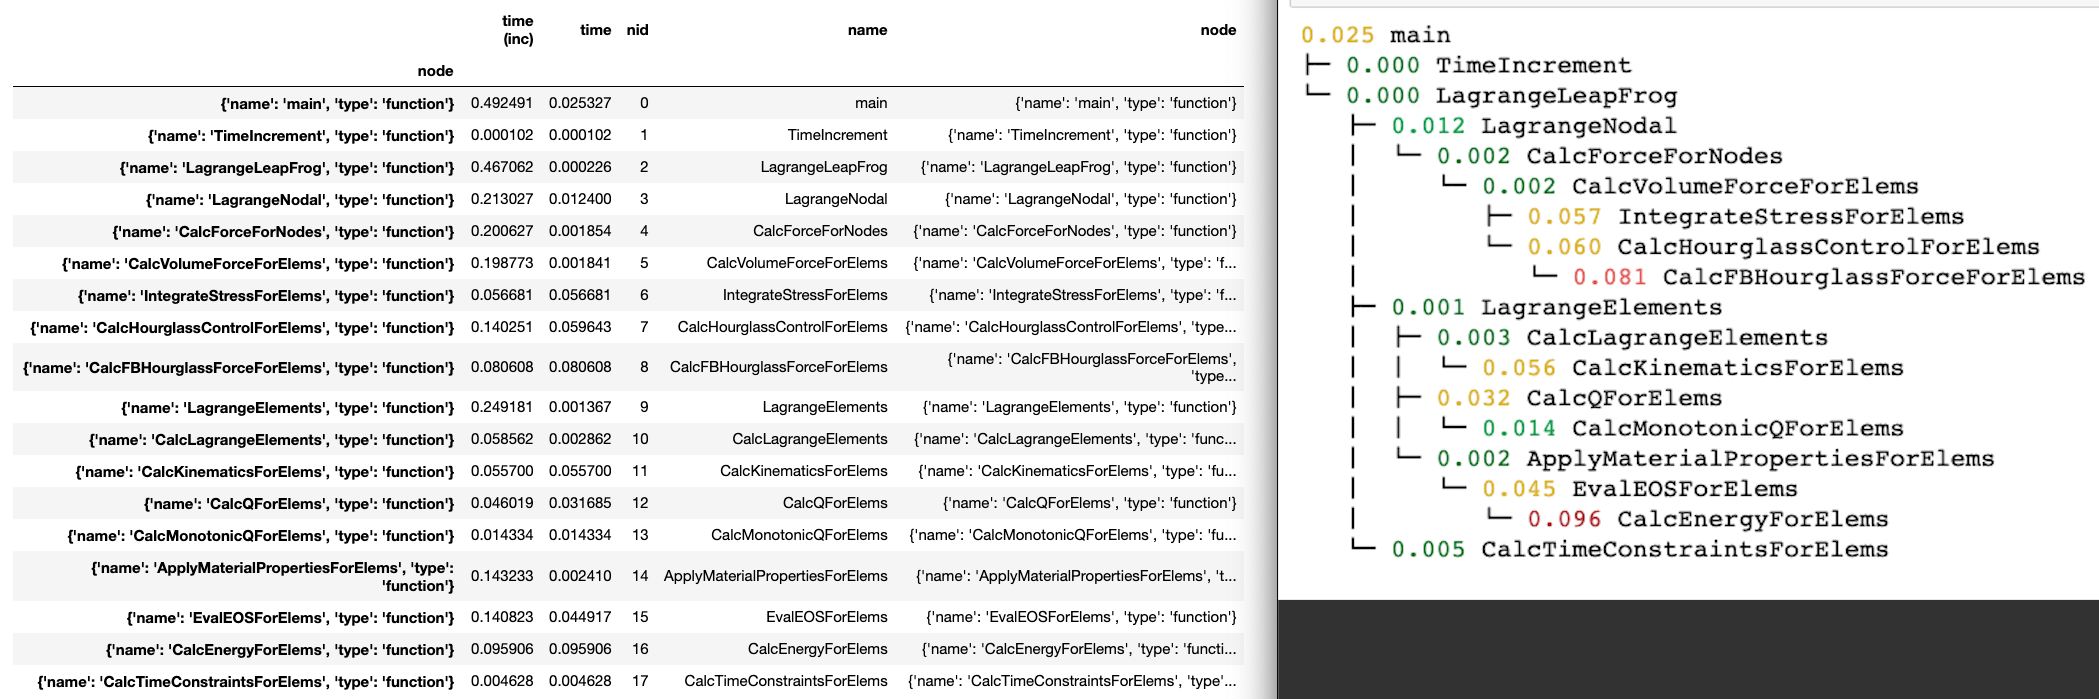 time
(inc) time nid name node
node
{'name': 'main', 'type': 'function'} 0.492491 0.025327 0 main {'name': 'main', 'type': 'function'}
{'name': 'TimeIncrement', 'type': 'function'} 0.000102 0.000102 1 TimeIncrement {'name': 'TimeIncrement', 'type': 'function'}
{'name': 'LagrangeLeapFrog', 'type': 'function'} 0.467062 0.000226 2 LagrangeLeapFrog {'name': 'LagrangeLeapFrog', 'type': 'function'}
{'name': 'LagrangeNodal', 'type': 'function'} 0.213027 0.012400 3 LagrangeNodal {'name': 'LagrangeNodal', 'type': 'function'}
{'name': 'CalcForceForNodes', 'type': 'function'} 0.200627 0.001854 4 CalcForceForNodes {'name': 'CalcForceForNodes', 'type': 'function'}
{'name': 'CalcVolumeForceForElems', 'type': 'function'} 0.198773 0.001841 5 CalcVolumeForceForElems {'name': 'CalcVolumeForceForElems', 'type': 'f...
{'name': 'IntegrateStressForElems', 'type': 'function'} 0.056681 0.056681 6 IntegrateStressForElems {'name': 'IntegrateStressForElems', 'type': 'f...
{'name': 'CalcHourglassControlForElems', 'type': 'function'} 0.140251 0.059643 7 CalcHourglassControlForElems {'name': 'CalcHourglassControlForElems', 'type...
{'name': 'CalcFBHourglassForceForElems', 'type': 'function'} 0.080608 0.080608 8 CalcFBHourglassForceForElems {'name': 'CalcFBHourglassForceForElems',
'type...
{'name': 'LagrangeElements', 'type': 'function'} 0.249181 0.001367 9 LagrangeElements {'name': 'LagrangeElements', 'type': 'function'}
{'name': 'CalcLagrangeElements', 'type': 'function'} 0.058562 0.002862 10 CalcLagrangeElements {'name': 'CalcLagrangeElements', 'type': 'func...
{'name': 'CalcKinematicsForElems', 'type': 'function'} 0.055700 0.055700 11 CalcKinematicsForElems {'name': 'CalcKinematicsForElems', 'type': 'fu...
{'name': 'CalcQForElems', 'type': 'function'} 0.046019 0.031685 12 CalcQForElems {'name': 'CalcQForElems', 'type': 'function'}
{'name': 'CalcMonotonicQForElems', 'type': 'function'} 0.014334 0.014334 13 CalcMonotonicQForElems {'name': 'CalcMonotonicQForElems', 'type': 'fu...
{'name': 'ApplyMaterialPropertiesForElems', 'type':
'function'} 0.143233 0.002410 14 ApplyMaterialPropertiesForElems {'name': 'ApplyMaterialPropertiesForElems', 't...
{'name': 'EvalEOSForElems', 'type': 'function'} 0.140823 0.044917 15 EvalEOSForElems {'name': 'EvalEOSForElems', 'type': 'function'}
{'name': 'CalcEnergyForElems', 'type': 'function'} 0.095906 0.095906 16 CalcEnergyForElems {'name': 'CalcEnergyForElems', 'type': 'functi...
{'name': 'CalcTimeConstraintsForElems', 'type': 'function'} 0.004628 0.004628 17 CalcTimeConstraintsForElems {'name': 'CalcTimeConstraintsForElems', 'type'...
0.025 main
├─ 0.000 TimeIncrement
└─ 0.000 LagrangeLeapFrog
   ├─ 0.012 LagrangeNodal
   │  └─ 0.002 CalcForceForNodes
   │     └─ 0.002 CalcVolumeForceForElems
   │        ├─ 0.057 IntegrateStressForElems
   │        └─ 0.060 CalcHourglassControlForElems
   │           └─ 0.081 CalcFBHourglassForceForElems
   ├─ 0.001 LagrangeElements
   │  ├─ 0.003 CalcLagrangeElements
   │  │  └─ 0.056 CalcKinematicsForElems
   │  ├─ 0.032 CalcQForElems
   │  │  └─ 0.014 CalcMonotonicQForElems
   │  └─ 0.002 ApplyMaterialPropertiesForElems
   │     └─ 0.045 EvalEOSForElems
   │        └─ 0.096 CalcEnergyForElems
   └─ 0.005 CalcTimeConstraintsForElems